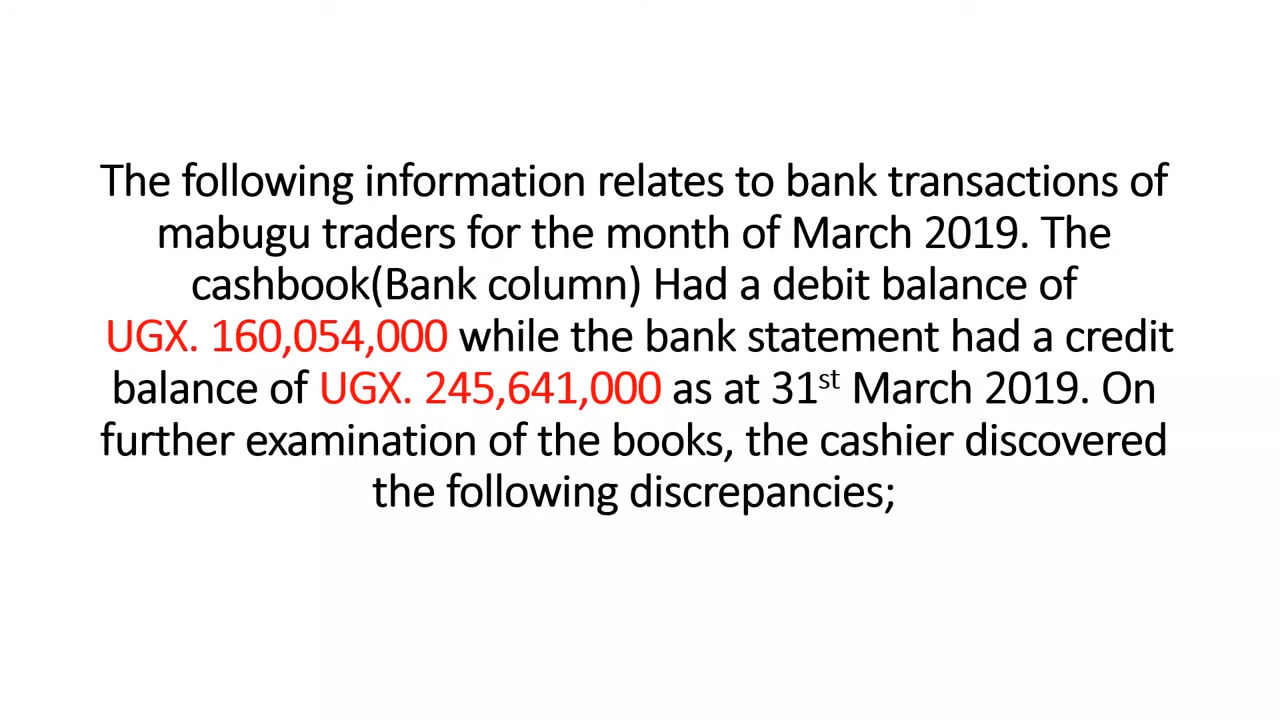 The following information relates to bank transactions of
mabugu traders for the month of March 2019. The
cashbook(Bank column) Had a debit balance of
UGX. 160,054,000 while the bank statement had a credit
balance of UGX. 245,641,000 as at 31st March 2019. On
further examination of the books, the cashier discovered
the following discrepancies;